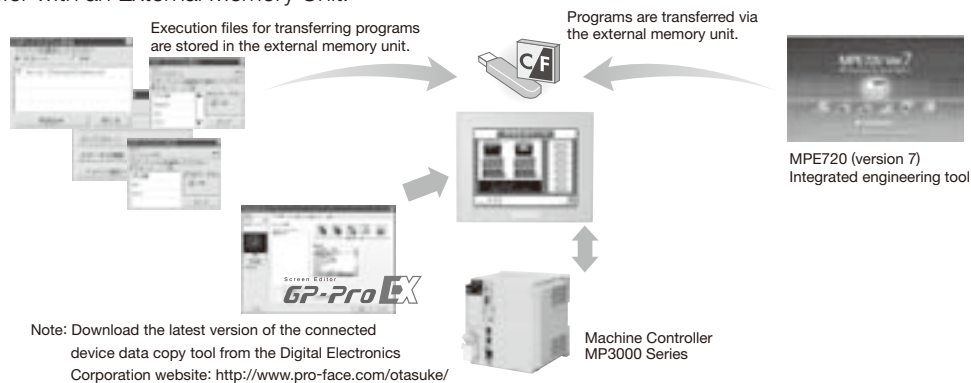 with an External Memory Unit.
Execution files for transferring programs
are stored in the external memory unit.
Programs are transferred via
the external memory unit.
CF
MPE720 Ver.7
MPE720 (version 7)
Integrated engineering tool
Screen Editor
GP-Pro EX
Machine Controller
MP3000 Series
Note: Download the latest version of the connected
device data copy tool from the Digital Electronics
Corporation website: http://www.pro-face.com/otasuke/